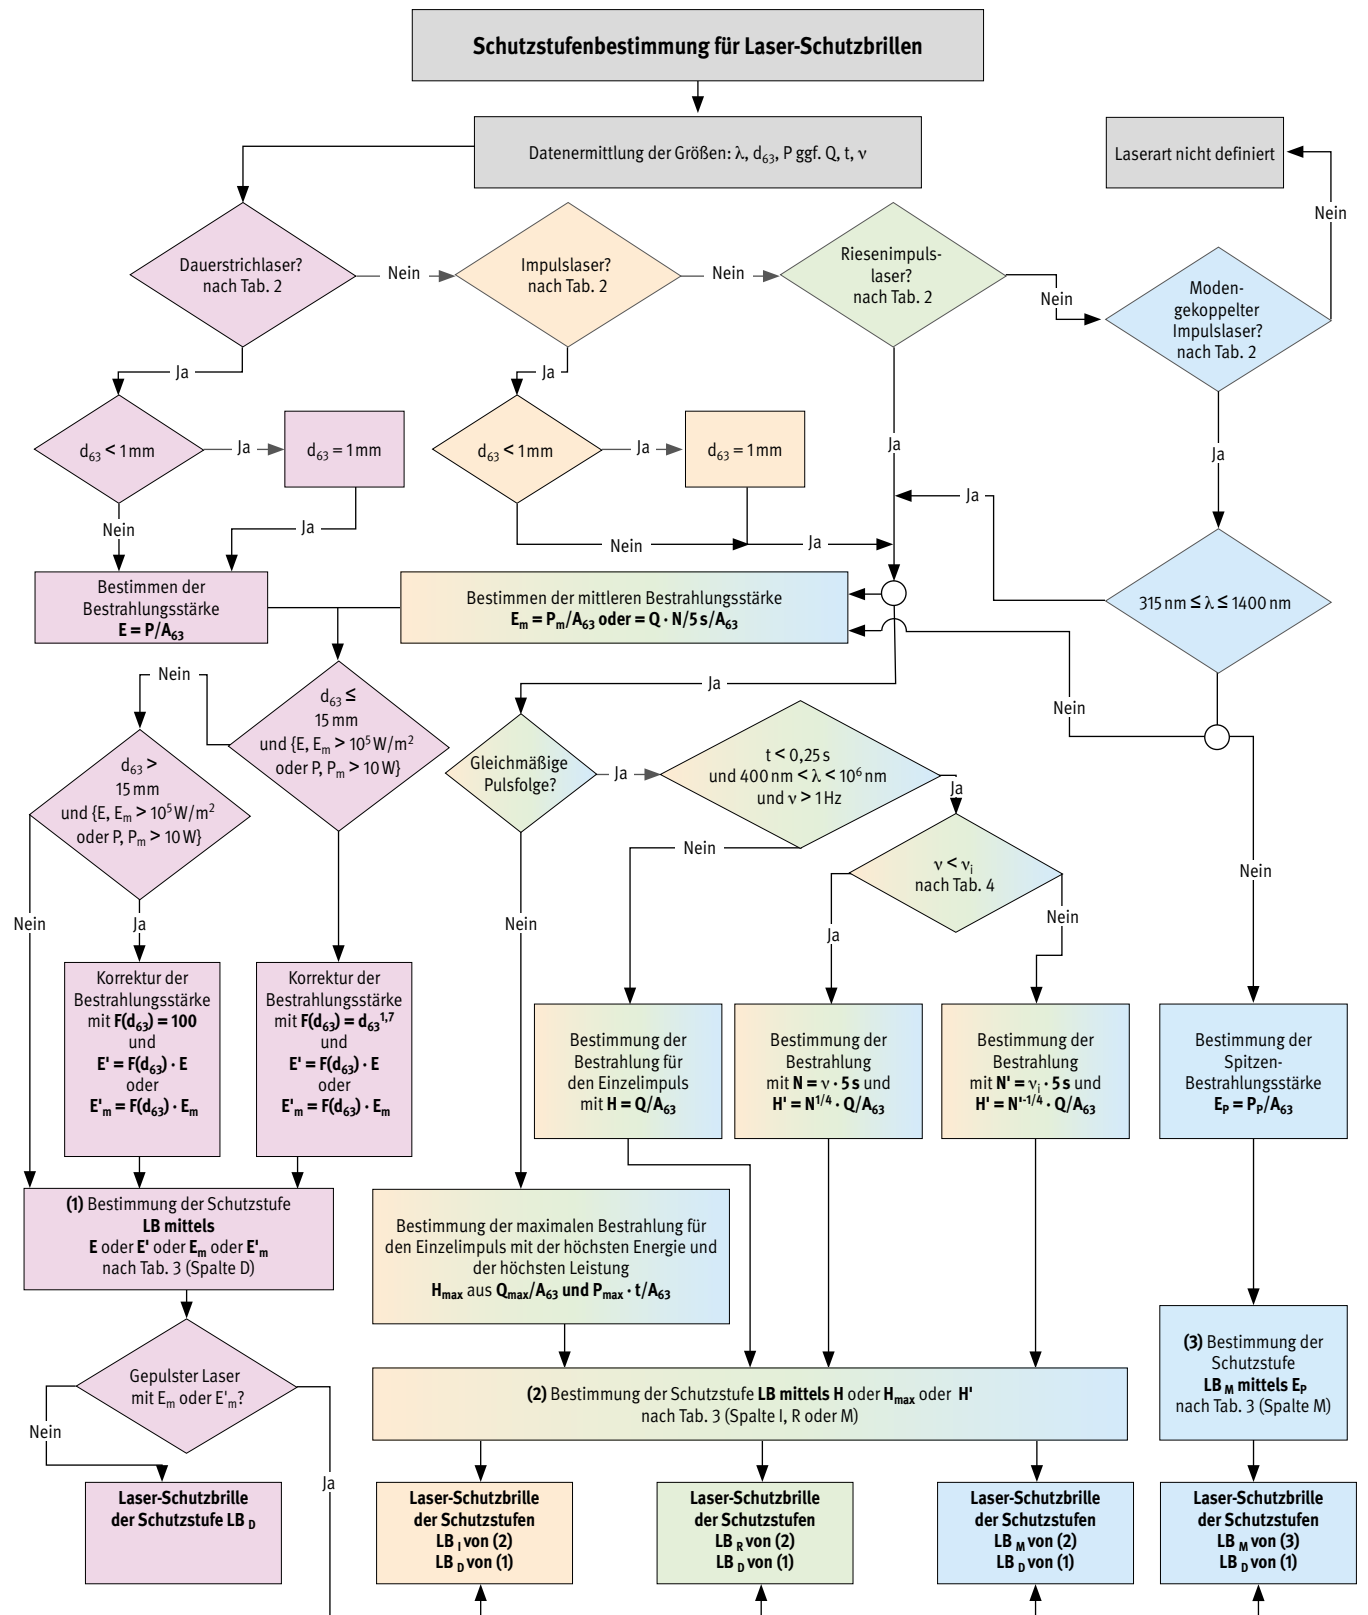 Schutzstufenbestimmung für Laser-Schutzbrillen
Datenermittlung der Größen: λ, d63, P ggf. Q, t, ν
Laserart nicht definiert
Nein
Dauerstrichlaser?
nach Tab. 2
Nein
Impulslaser?
nach Tab. 2
Nein
Riesenimpuls-
laser?
nach Tab. 2
Nein
Moden-
gekoppelter
Impulslaser?
nach Tab. 2
Ja
Ja
Ja
Ja
d63 < 1 mm
Ja
d63 = 1 mm
d63 < 1 mm
Ja
d63 = 1 mm
Ja
Nein
Ja
Nein
Ja
315 nm ≤ λ ≤ 1400 nm
Bestimmen der
Bestrahlungsstärke
E = P/A63
Bestimmen der mittleren Bestrahlungsstärke
Em = Pm/A63 oder = Q · N/5 s/A63
Nein
Ja
Nein
d63 ≤
15 mm
und {E, Em > 10⁵ W/m²
oder P, Pm > 10 W}
d63 >
15 mm
und {E, Em > 10⁵ W/m²
oder P, Pm > 10 W}
Gleichmäßige
Pulsfolge?
Ja
t < 0,25 s
und 400 nm < λ < 10⁶ nm
und ν > 1 Hz
Ja
Nein
ν < νi
nach Tab. 4
Nein
Nein
Ja
Nein
Ja
Nein
Korrektur der
Bestrahlungsstärke
mit F(d63) = 100
und
E' = F(d63) · E
oder
E'm = F(d63) · Em
Korrektur der
Bestrahlungsstärke
mit F(d63) = d63^1,7
und
E' = F(d63) · E
oder
E'm = F(d63) · Em
Bestimmung der
Bestrahlung für
den Einzelimpuls
mit H = Q/A63
Bestimmung der
Bestrahlung
mit N = ν · 5 s und
H' = N^1/4 · Q/A63
Bestimmung der
Bestrahlung
mit N' = νi · 5 s und
H' = N'^-1/4 · Q/A63
Bestimmung der
Spitzen-
Bestrahlungsstärke
EP = PP/A63
(1) Bestimmung der Schutzstufe
LB mittels
E oder E' oder Em oder E'm
nach Tab. 3 (Spalte D)
Bestimmung der maximalen Bestrahlung für
den Einzelimpuls mit der höchsten Energie und
der höchsten Leistung
Hmax aus Qmax/A63 und Pmax · t/A63
Gepulster Laser
mit Em oder E'm?
Nein
Ja
(2) Bestimmung der Schutzstufe LB mittels H oder Hmax oder H'
nach Tab. 3 (Spalte I, R oder M)
(3) Bestimmung der
Schutzstufe
LB M mittels EP
nach Tab. 3 (Spalte M)
Laser-Schutzbrille
der Schutzstufe LB D
Laser-Schutzbrille
der Schutzstufen
LB I von (2)
LB D von (1)
Laser-Schutzbrille
der Schutzstufen
LB R von (2)
LB D von (1)
Laser-Schutzbrille
der Schutzstufen
LB M von (2)
LB D von (1)
Laser-Schutzbrille
der Schutzstufen
LB M von (3)
LB D von (1)